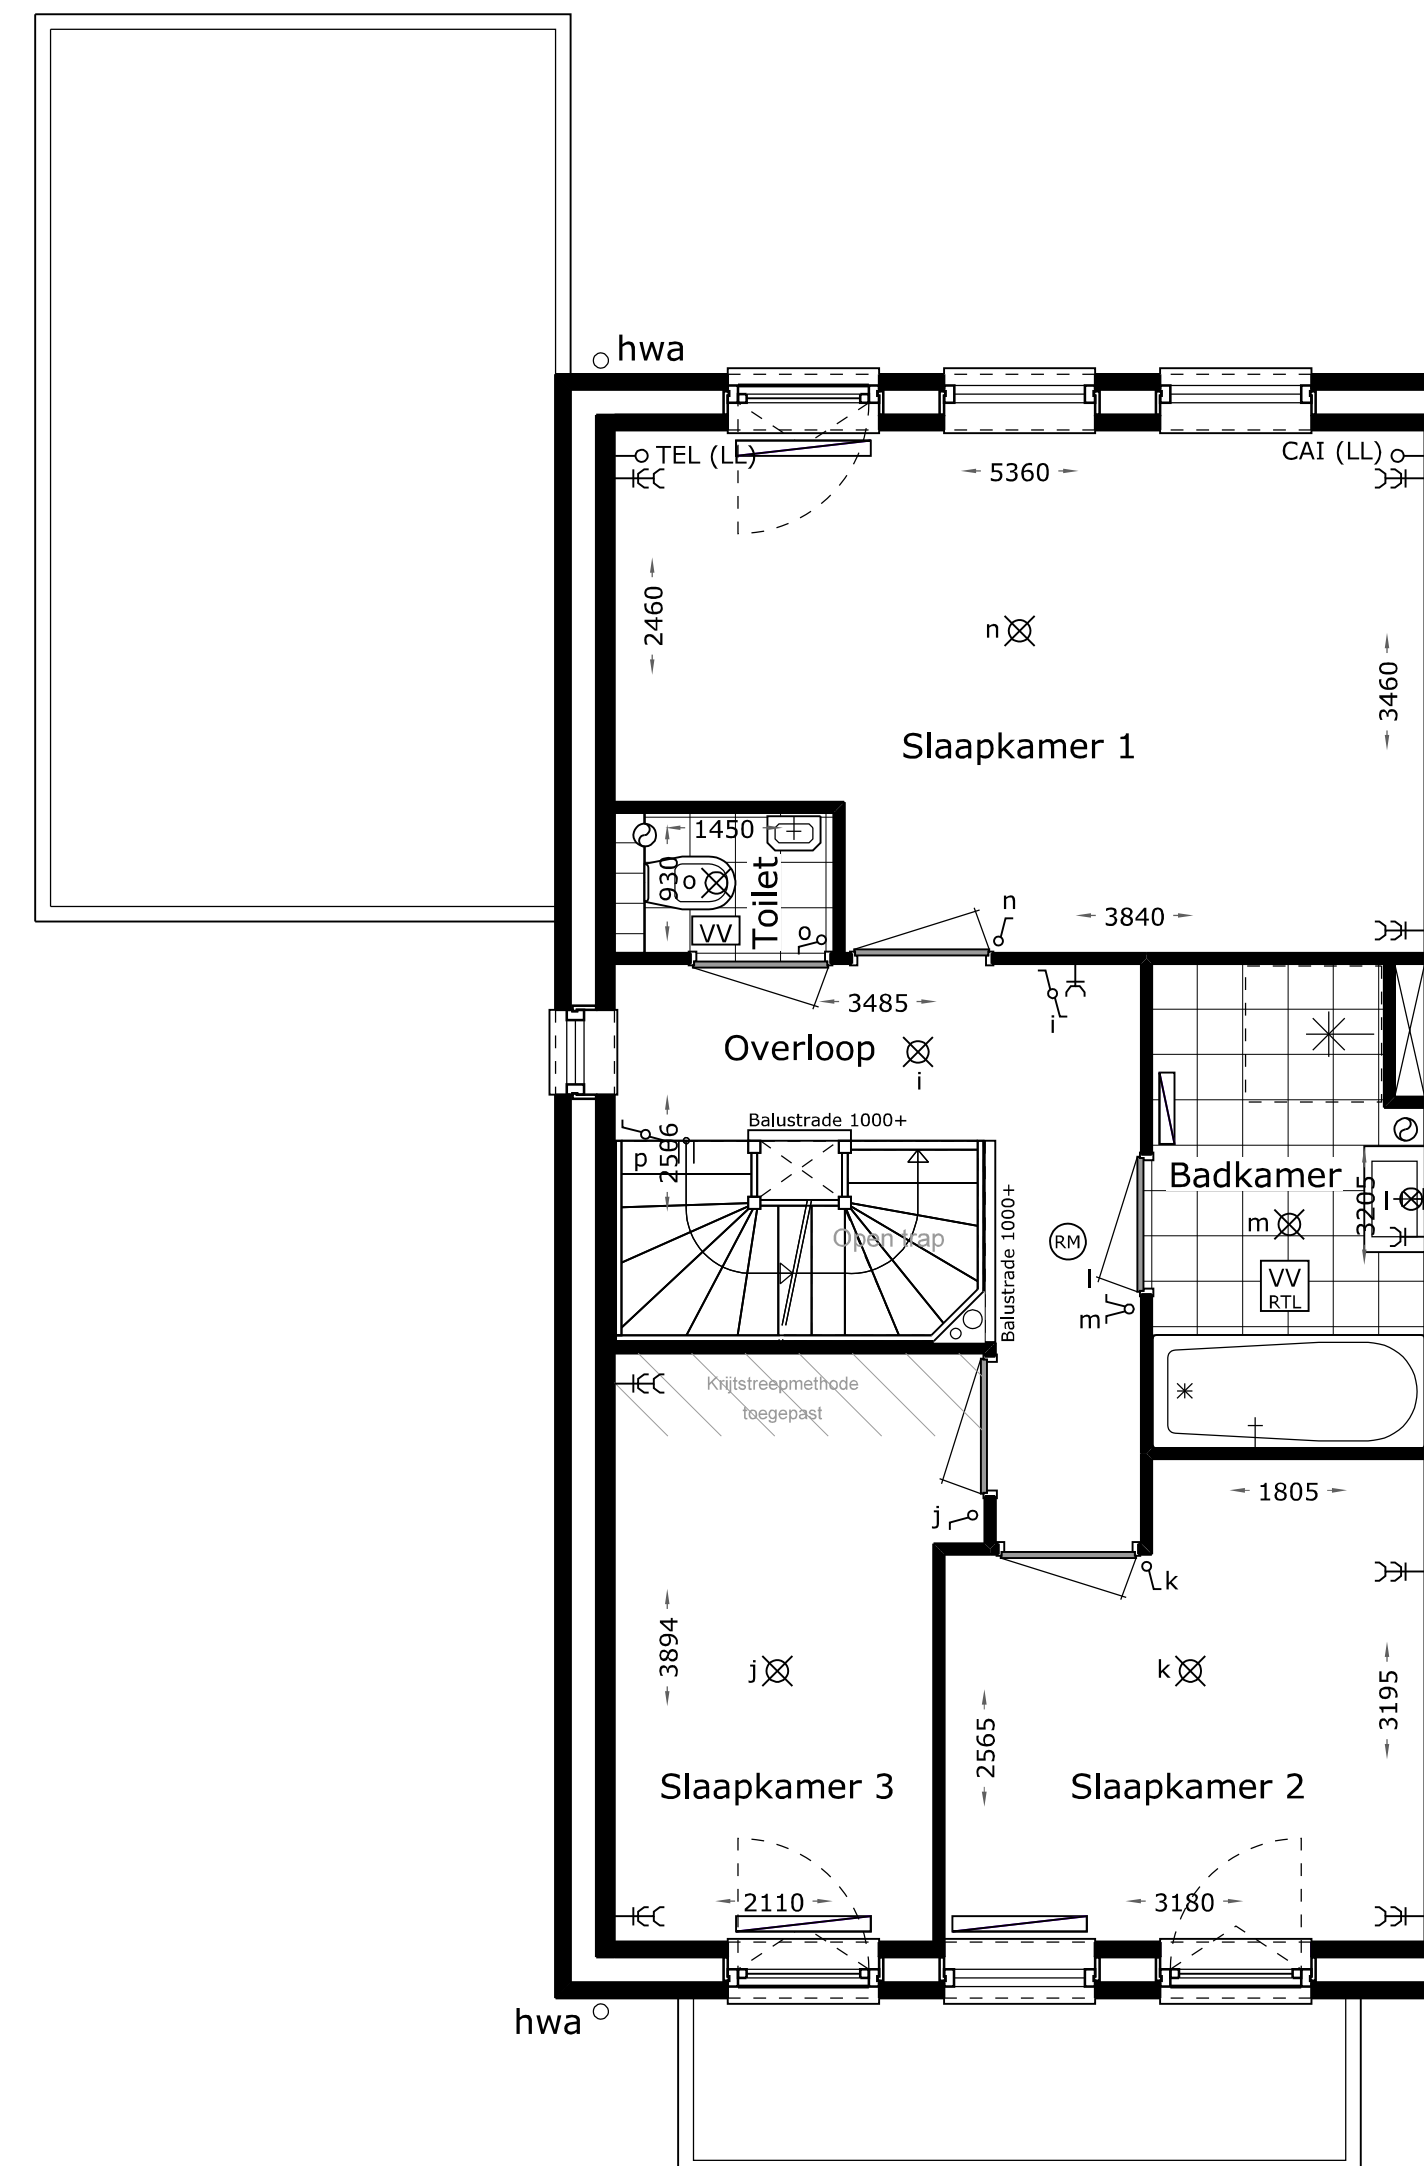 hwa
TEL (LL)
CAI (LL)
5360
2460
n
3460
Slaapkamer 1
1450
930
o
Toilet
VV
o
n
3840
3485
i
Overloop
i
Balustrade 1000+
p
2506
Open trap
Balustrade 1000+
RM
Badkamer
3205
l
m
VV
RTL
l
m
Krijtstreepmethode
toegepast
1805
j
k
3894
j
k
3195
2565
Slaapkamer 3
Slaapkamer 2
2110
3180
hwa